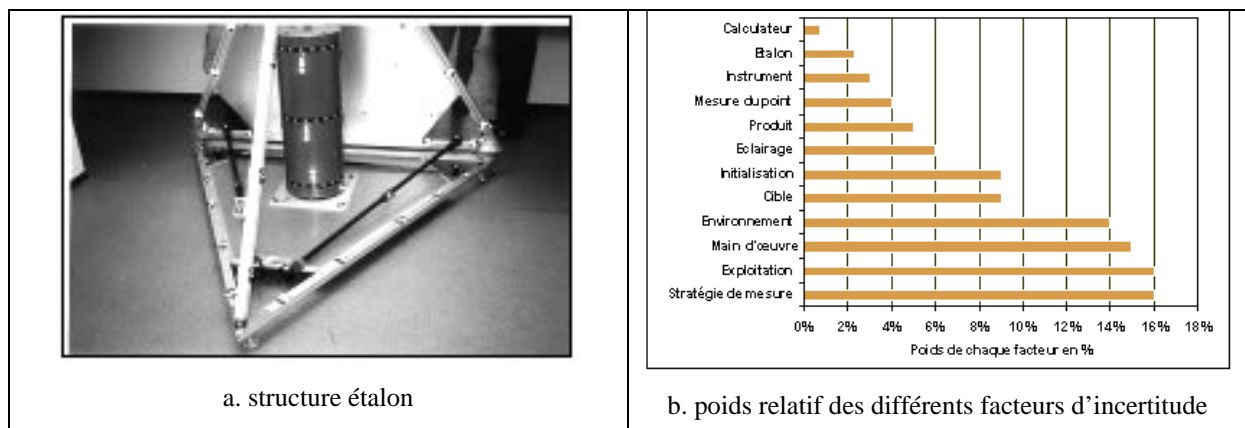 Calculateur
Etalon
Instrument
Mesure du point
Produit
Eclairage
Initialisation
Cible
Environnement
Main d'œuvre
Exploitation
Stratégie de mesure
0% 2% 4% 6% 8% 10% 12% 14% 16% 18%
Poids de chaque facteur en %
a. structure étalon
b. poids relatif des différents facteurs d'incertitude